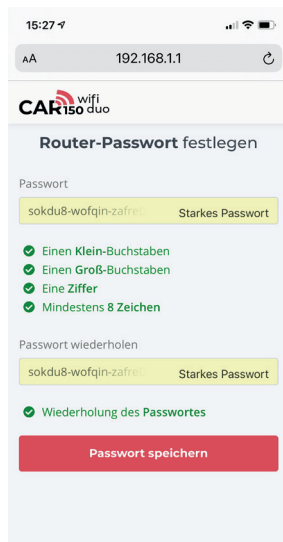 15:27
AA 192.168.1.1
CAR150 wifi duo
Router-Passwort festlegen
Passwort
sokdu8-wofqin-zafre Starkes Passwort
Einen Klein-Buchstaben
Einen Groß-Buchstaben
Eine Ziffer
Mindestens 8 Zeichen
Passwort wiederholen
sokdu8-wofqin-zafre Starkes Passwort
Wiederholung des Passwortes
Passwort speichern